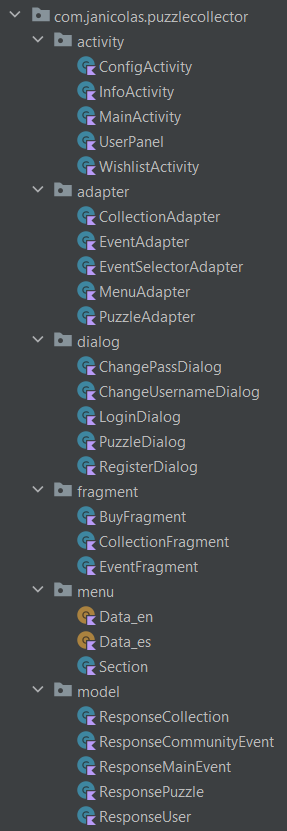 com.janicolas.puzzlecollector
activity
ConfigActivity
InfoActivity
MainActivity
UserPanel
WishlistActivity
adapter
CollectionAdapter
EventAdapter
EventSelectorAdapter
MenuAdapter
PuzzleAdapter
dialog
ChangePassDialog
ChangeUsernameDialog
LoginDialog
PuzzleDialog
RegisterDialog
fragment
BuyFragment
CollectionFragment
EventFragment
menu
Data_en
Data_es
Section
model
ResponseCollection
ResponseCommunityEvent
ResponseMainEvent
ResponsePuzzle
ResponseUser